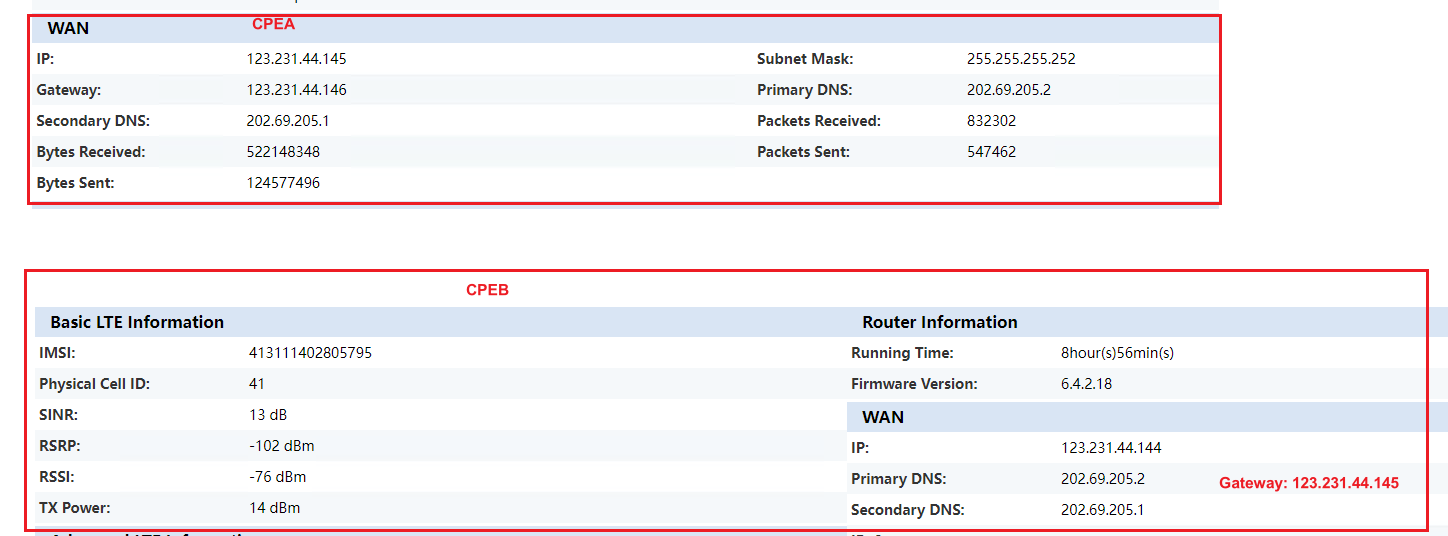 WAN CPEA
IP: 123.231.44.145 Subnet Mask: 255.255.255.252
Gateway: 123.231.44.146 Primary DNS: 202.69.205.2
Secondary DNS: 202.69.205.1 Packets Received: 832302
Bytes Received: 522148348 Packets Sent: 547462
Bytes Sent: 124577496
CPEB
Basic LTE Information Router Information
IMSI: 413111402805795 Running Time: 8hour(s)56min(s)
Physical Cell ID: 41 Firmware Version: 6.4.2.18
SINR: 13 dB WAN
RSRP: -102 dBm IP: 123.231.44.144
RSSI: -76 dBm Primary DNS: 202.69.205.2 Gateway: 123.231.44.145
TX Power: 14 dBm Secondary DNS: 202.69.205.1